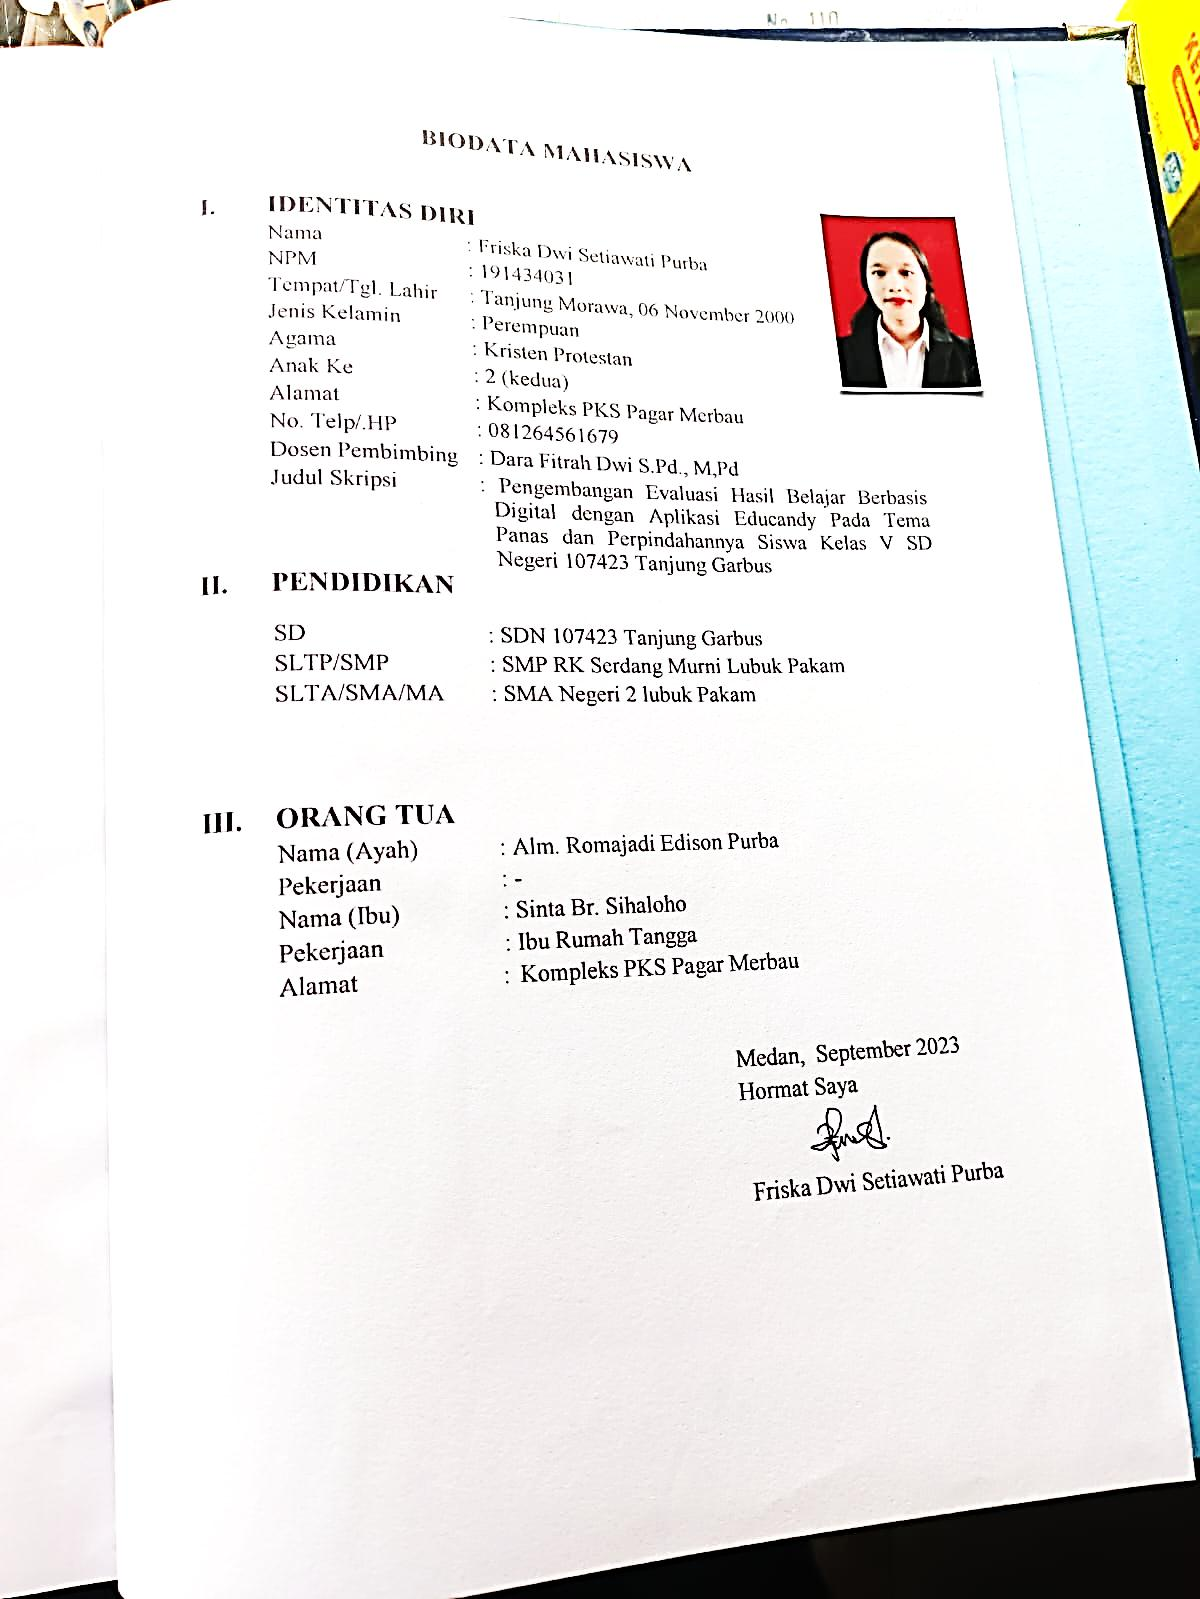 No. 110
BIODATA MAHASISWA
I. IDENTITAS DIRI
Nama : Friska Dwi Setiawati Purba
NPM : 191434031
Tempat/Tgl. Lahir : Tanjung Morawa, 06 November 2000
Jenis Kelamin : Perempuan
Agama : Kristen Protestan
Anak Ke : 2 (kedua)
Alamat : Kompleks PKS Pagar Merbau
No. Telp/.HP : 081264561679
Dosen Pembimbing : Dara Fitrah Dwi S.Pd., M,Pd
Judul Skripsi : Pengembangan Evaluasi Hasil Belajar Berbasis
Digital dengan Aplikasi Educandy Pada Tema
Panas dan Perpindahannya Siswa Kelas V SD
Negeri 107423 Tanjung Garbus
II. PENDIDIKAN
SD : SDN 107423 Tanjung Garbus
SLTP/SMP : SMP RK Serdang Murni Lubuk Pakam
SLTA/SMA/MA : SMA Negeri 2 lubuk Pakam
III. ORANG TUA
Nama (Ayah) : Alm. Romajadi Edison Purba
Pekerjaan : -
Nama (Ibu) : Sinta Br. Sihaloho
Pekerjaan : Ibu Rumah Tangga
Alamat : Kompleks PKS Pagar Merbau
Medan, September 2023
Hormat Saya
Friska Dwi Setiawati Purba